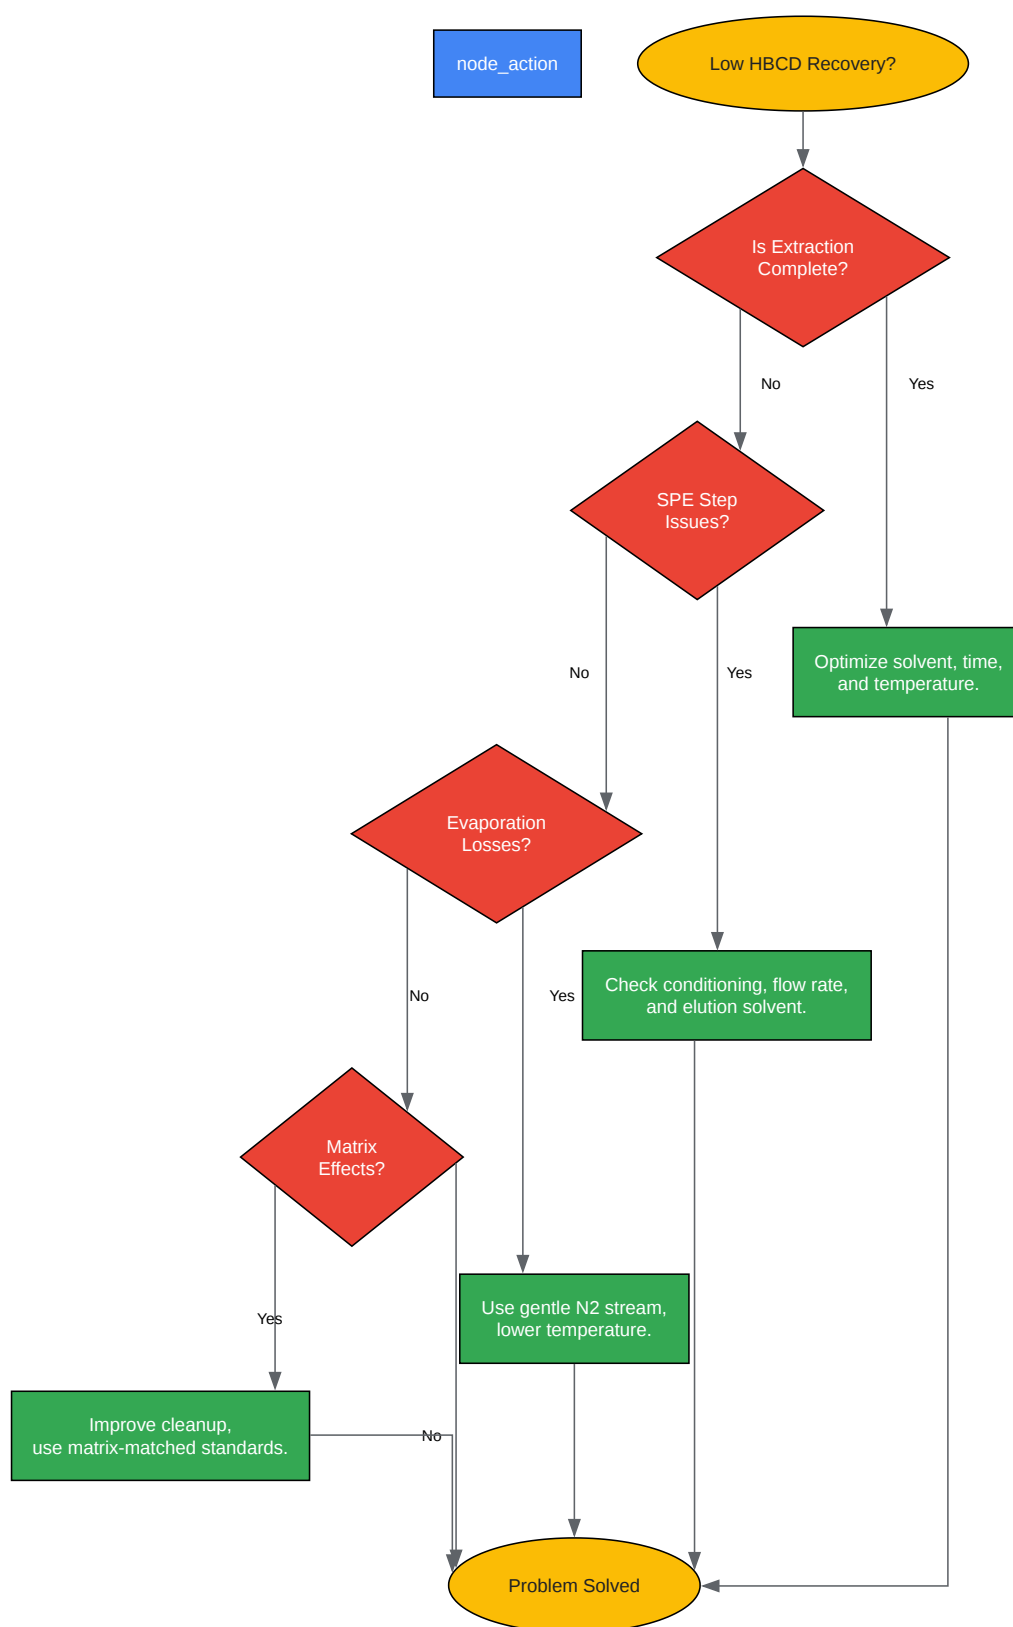 node_action
Low HBCD Recovery?
Is Extraction
Complete?
No
Yes
SPE Step
Issues?
No
Yes
Optimize solvent, time,
and temperature.
Evaporation
Losses?
No
Yes
Check conditioning, flow rate,
and elution solvent.
Matrix
Effects?
Yes
Use gentle N2 stream,
lower temperature.
Improve cleanup,
use matrix-matched standards.
No
Problem Solved